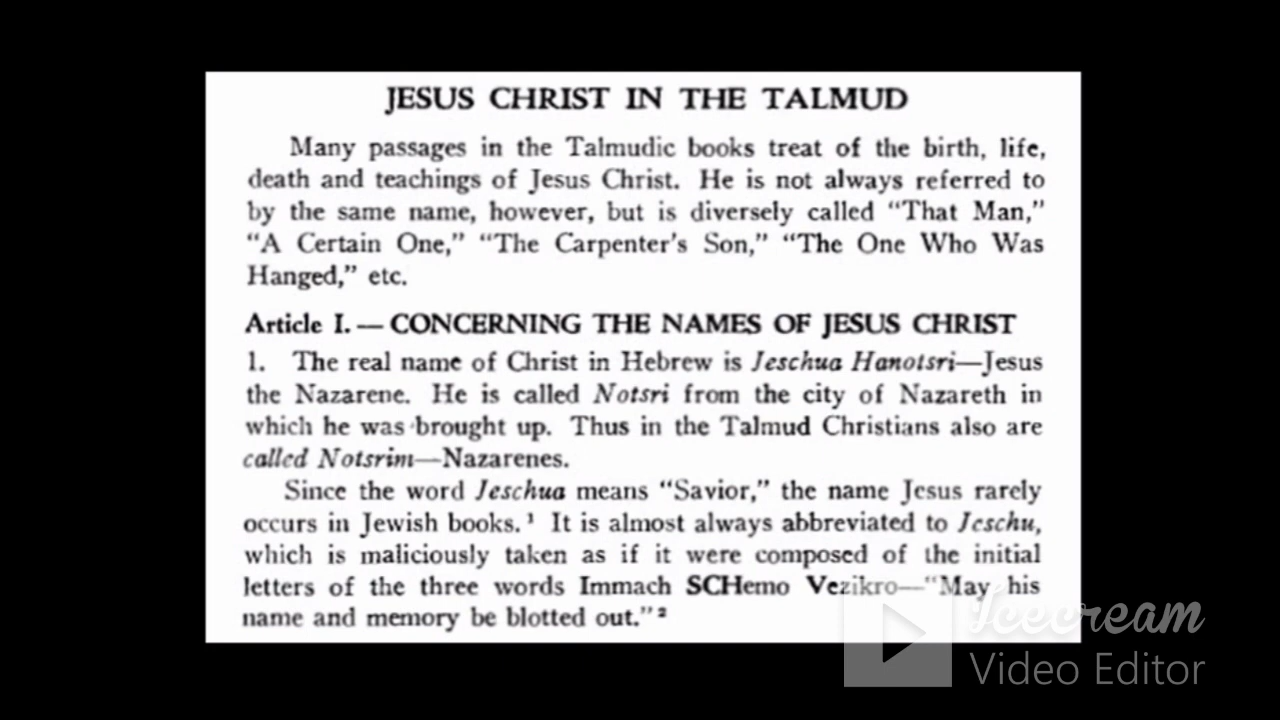 JESUS CHRIST IN THE TALMUD
Many passages in the Talmudic books treat of the birth, life,
death and teachings of Jesus Christ. He is not always referred to
by the same name, however, but is diversely called "That Man,"
"A Certain One," "The Carpenter's Son," "The One Who Was
Hanged," etc.
Article I. — CONCERNING THE NAMES OF JESUS CHRIST
1. The real name of Christ in Hebrew is Jeschua Hanotsri—Jesus
the Nazarene. He is called Notsri from the city of Nazareth in
which he was brought up. Thus in the Talmud Christians also are
called Notsrim—Nazarenes.
Since the word Jeschua means "Savior," the name Jesus rarely
occurs in Jewish books.¹ It is almost always abbreviated to Jeschu,
which is maliciously taken as if it were composed of the initial
letters of the three words Immach SCHemo Vezikro—"May his
name and memory be blotted out."²
Icecream
Video Editor